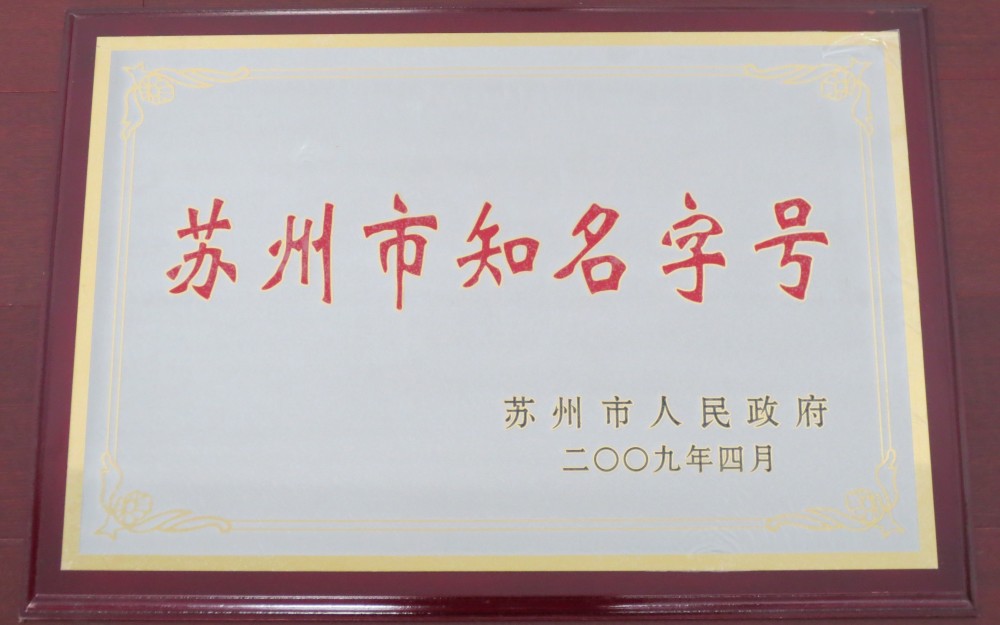 苏州市知名字号
苏州市人民政府
二〇〇九年四月